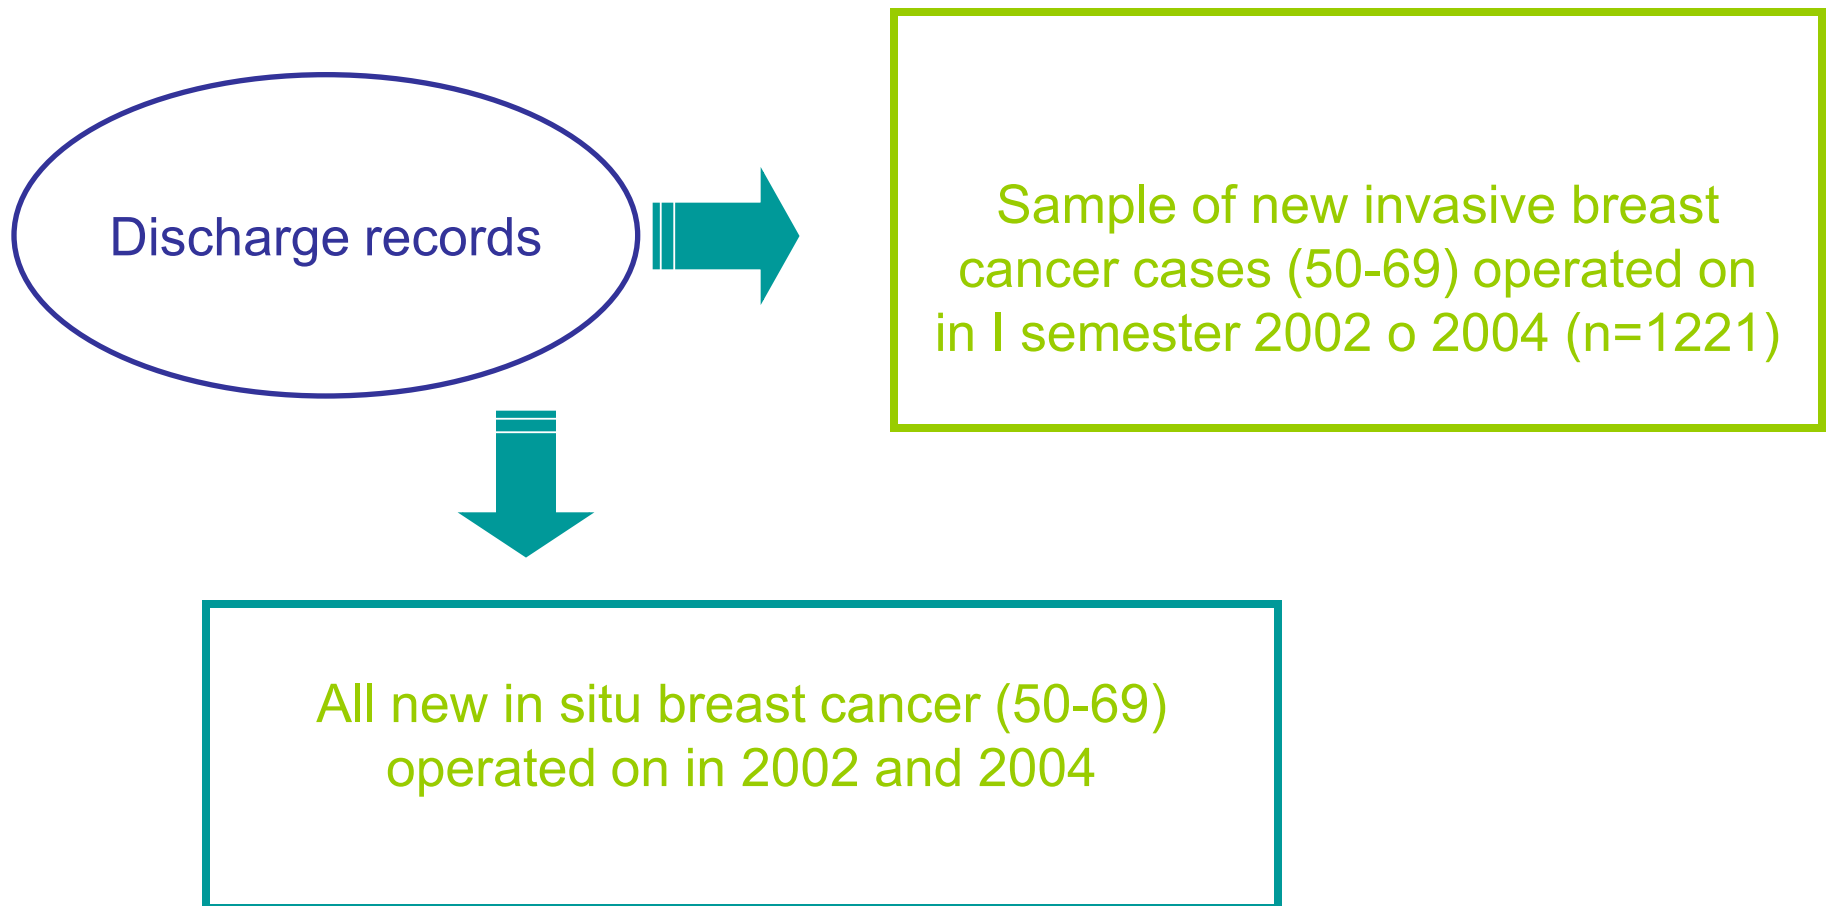 Discharge records
Sample of new invasive breast
cancer cases (50-69) operated on
in I semester 2002 o 2004 (n=1221)
All new in situ breast cancer (50-69)
operated on in 2002 and 2004